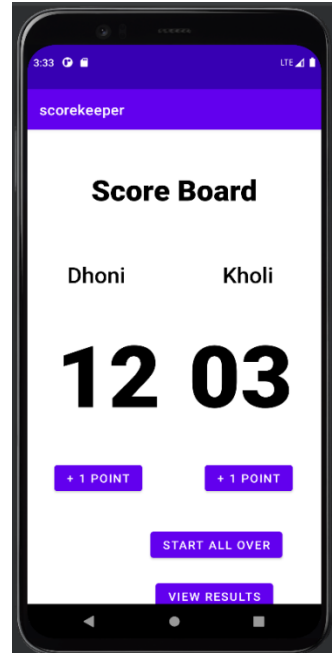 3:33 LTE
scorekeeper
Score Board
Dhoni Kholi
12 03
+ 1 POINT + 1 POINT
START ALL OVER
VIEW RESULTS